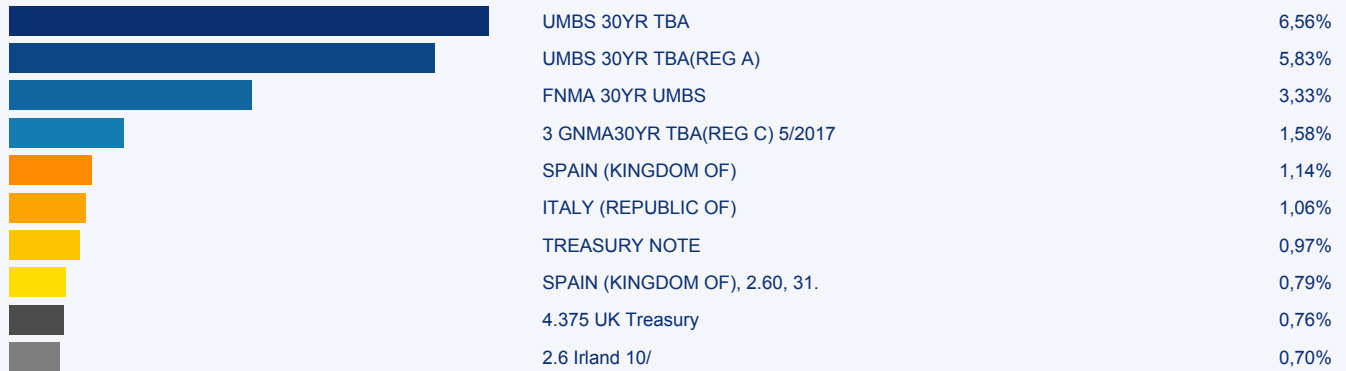 UMBS 30YR TBA 6,56%
UMBS 30YR TBA(REG A) 5,83%
FNMA 30YR UMBS 3,33%
3 GNMA30YR TBA(REG C) 5/2017 1,58%
SPAIN (KINGDOM OF) 1,14%
ITALY (REPUBLIC OF) 1,06%
TREASURY NOTE 0,97%
SPAIN (KINGDOM OF), 2.60, 31. 0,79%
4.375 UK Treasury 0,76%
2.6 Irland 10/ 0,70%